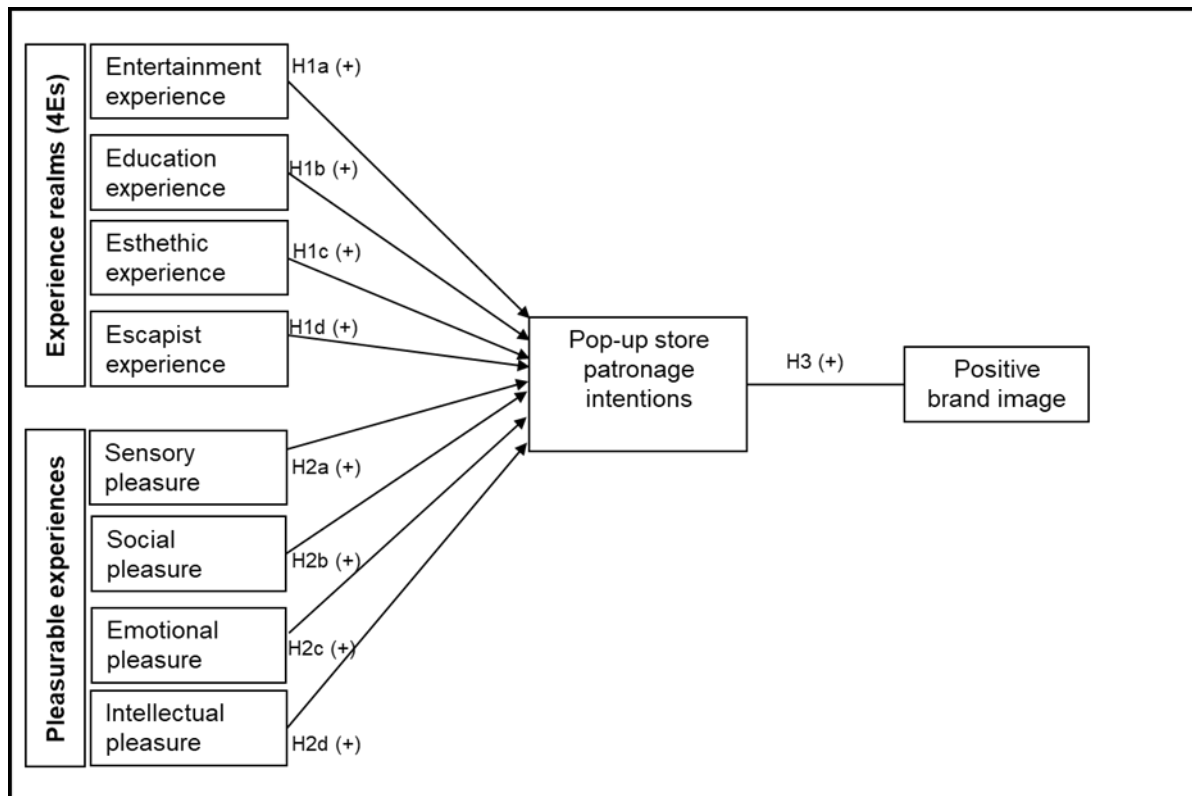 Experience realms (4Es)
Entertainment
experience
H1a (+)
Education
experience
H1b (+)
Esthethic
experience
H1c (+)
Escapist
experience
H1d (+)
Pleasurable experiences
Sensory
pleasure
H2a (+)
Social
pleasure
H2b (+)
Emotional
pleasure
H2c (+)
Intellectual
pleasure
H2d (+)
Pop-up store
patronage
intentions
H3 (+)
Positive
brand image